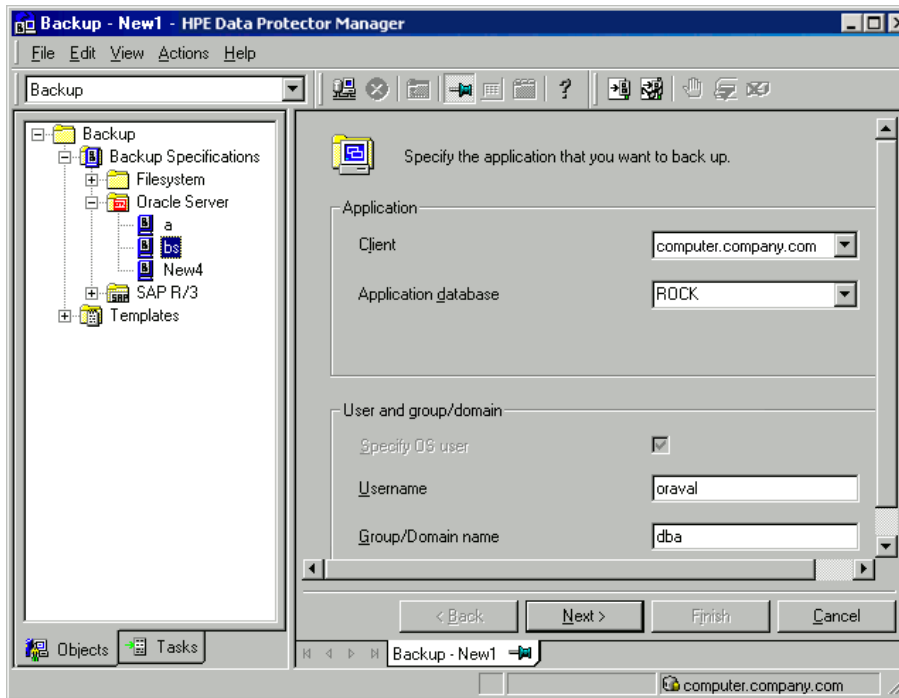 Backup - New1 - HPE Data Protector Manager
File Edit View Actions Help
Backup
?
Backup
Backup Specifications
Filesystem
Oracle Server
a
bs
New4
SAP R/3
Templates
Objects
Tasks
Specify the application that you want to back up.
Application
Client
computer.company.com
Application database
ROCK
User and group/domain
Specify OS user
Username
oraval
Group/Domain name
dba
< Back
Next >
Finish
Cancel
Backup - New1
computer.company.com